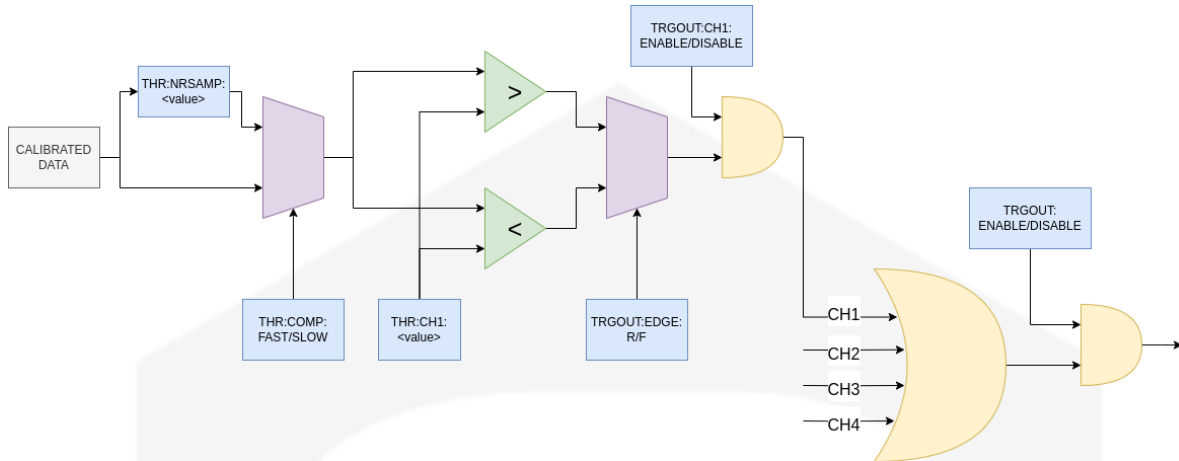 TRGOUT:CH1:
ENABLE/DISABLE
THR:NRSAMP:
<value>
>
CALIBRATED
DATA
<
TRGOUT:
ENABLE/DISABLE
THR:COMP:
FAST/SLOW
THR:CH1:
<value>
TRGOUT:EDGE:
R/F
CH1
CH2
CH3
CH4